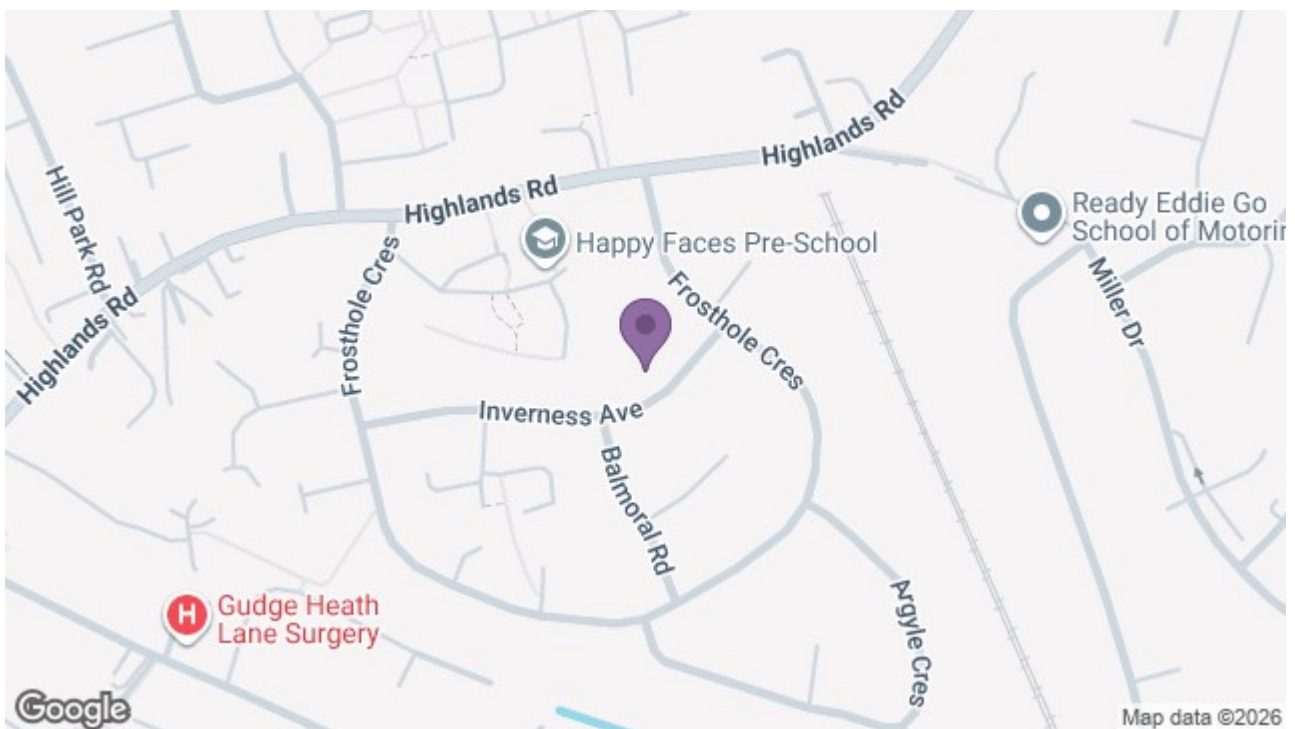 Highlands Rd
Hill Park Rd
Highlands Rd
Ready Eddie Go
School of Motorin
Happy Faces Pre-School
Frosthole Cres
Frosthole Cres
Miller Dr
Highlands Rd
Inverness Ave
Balmoral Rd
Argyle Cres
H
Gudge Heath
Lane Surgery
Google
Map data ©2026